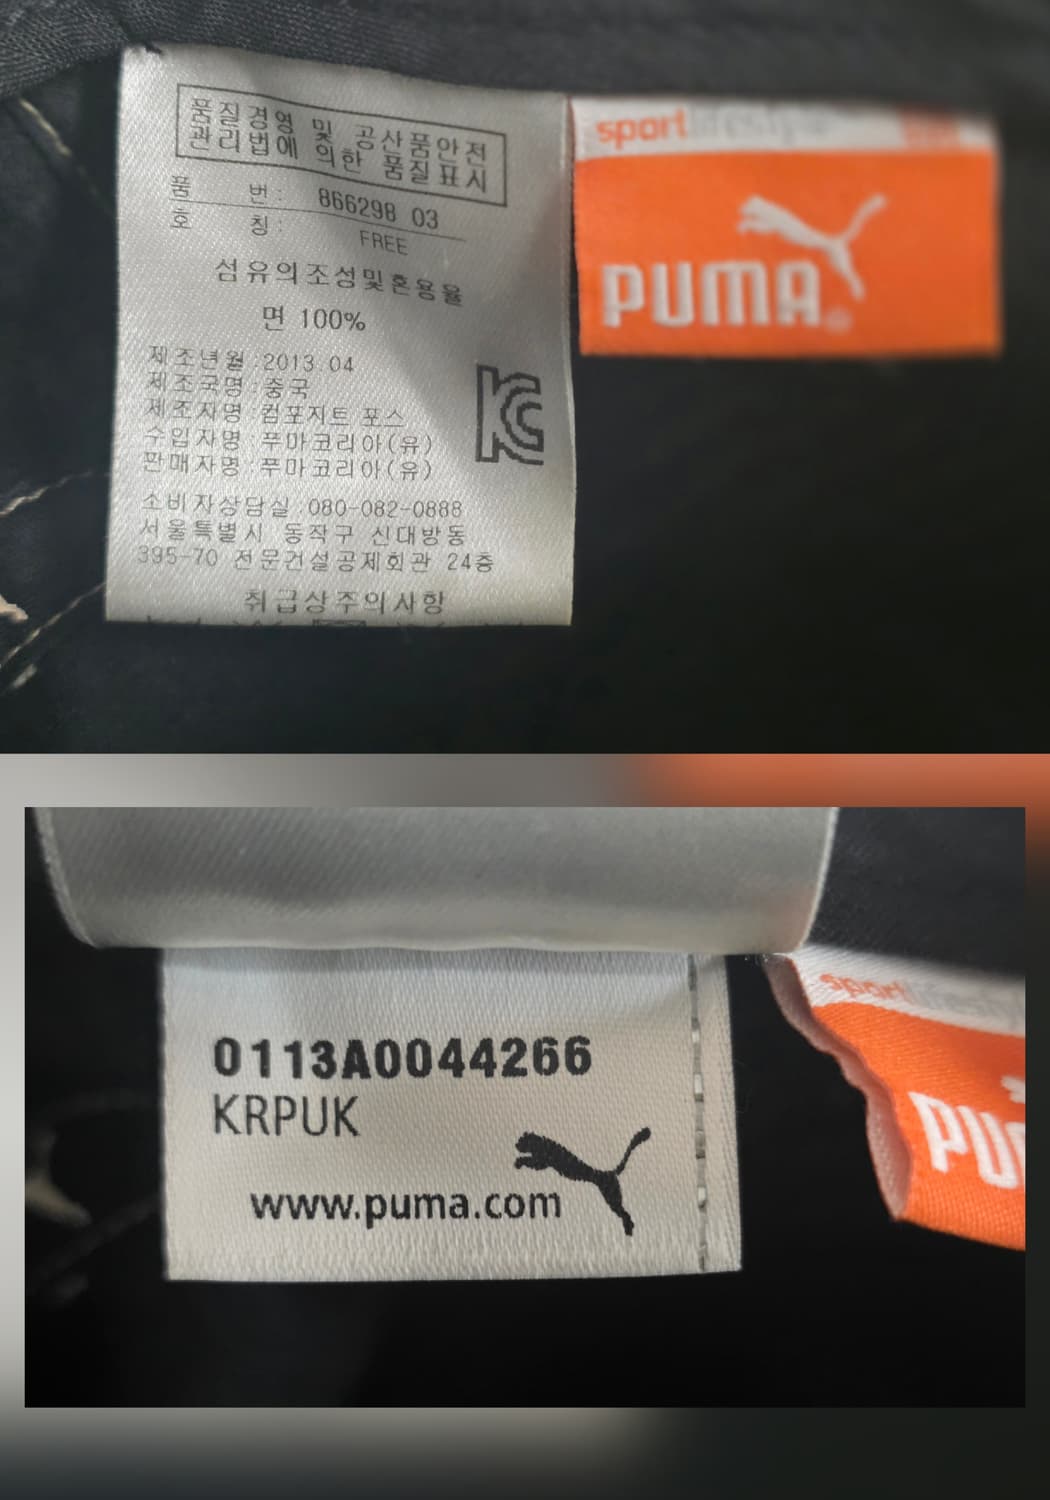 품질경영 및 공산품안전
관리법에 의한 품질표시
품 번: 866298 03
호 칭: FREE
섬유의조성및혼용율
면 100%
제조년월:2013 04
제조국명:중국
제조자명:컴포지트 포스
수입자명:푸마코리아(유)
판매자명:푸마코리아(유)
소비자상담실:080-082-0888
서울특별시 동작구 신대방동
395-70 전문건설공제회관 24층
취급상주의사항
KC
sportlifestyle
PUMA®
0113A0044266
KRPUK
www.puma.com
sport
PU